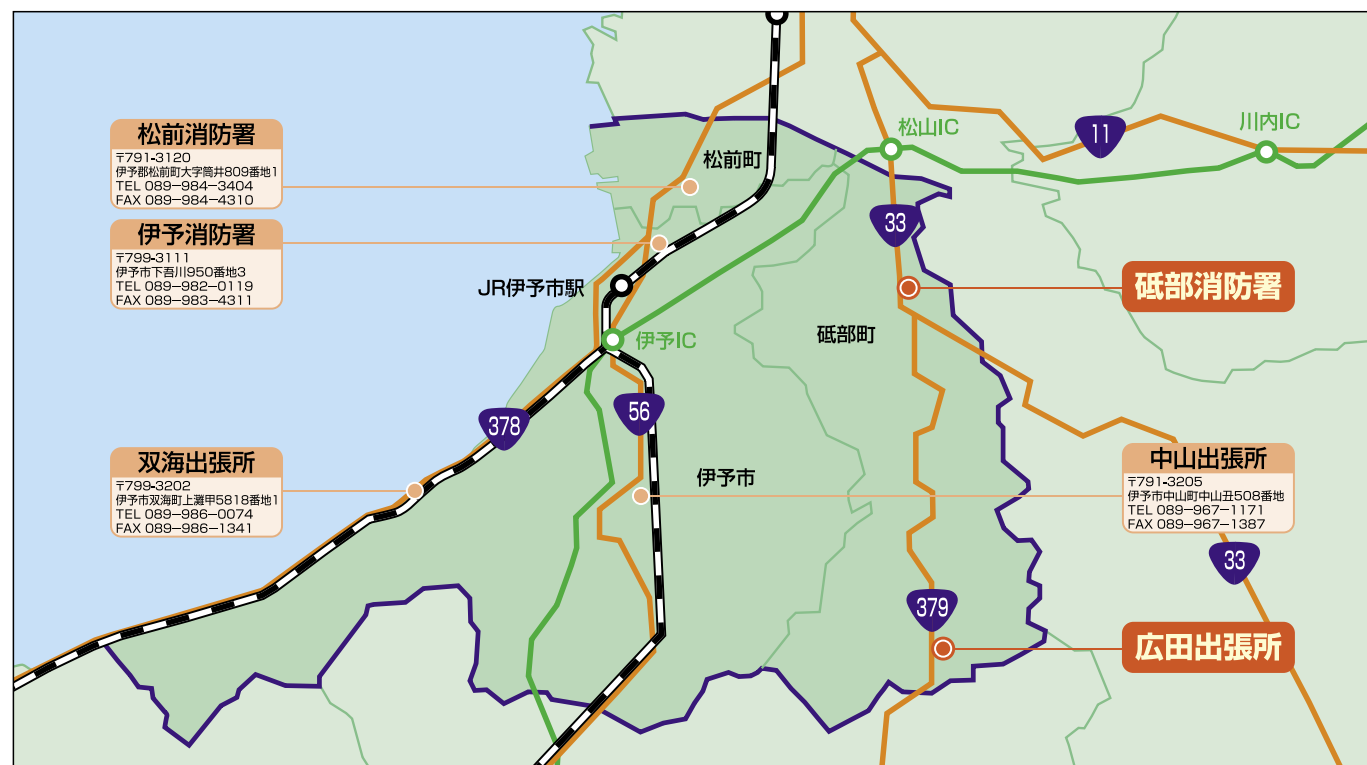 松前消防署
〒791-3120
伊予郡松前町大字筒井809番地1
TEL 089-984-3404
FAX 089-984-4310
伊予消防署
〒799-3111
伊予市下吾川950番地3
TEL 089-982-0119
FAX 089-983-4311
双海出張所
〒799-3202
伊予市双海町上灘甲5818番地1
TEL 089-986-0074
FAX 089-986-1341
松前町
松山IC
11
川内IC
33
砥部消防署
JR伊予市駅
伊予IC
砥部町
378
56
伊予市
中山出張所
〒791-3205
伊予市中山町中山丑508番地
TEL 089-967-1171
FAX 089-967-1387
33
379
広田出張所